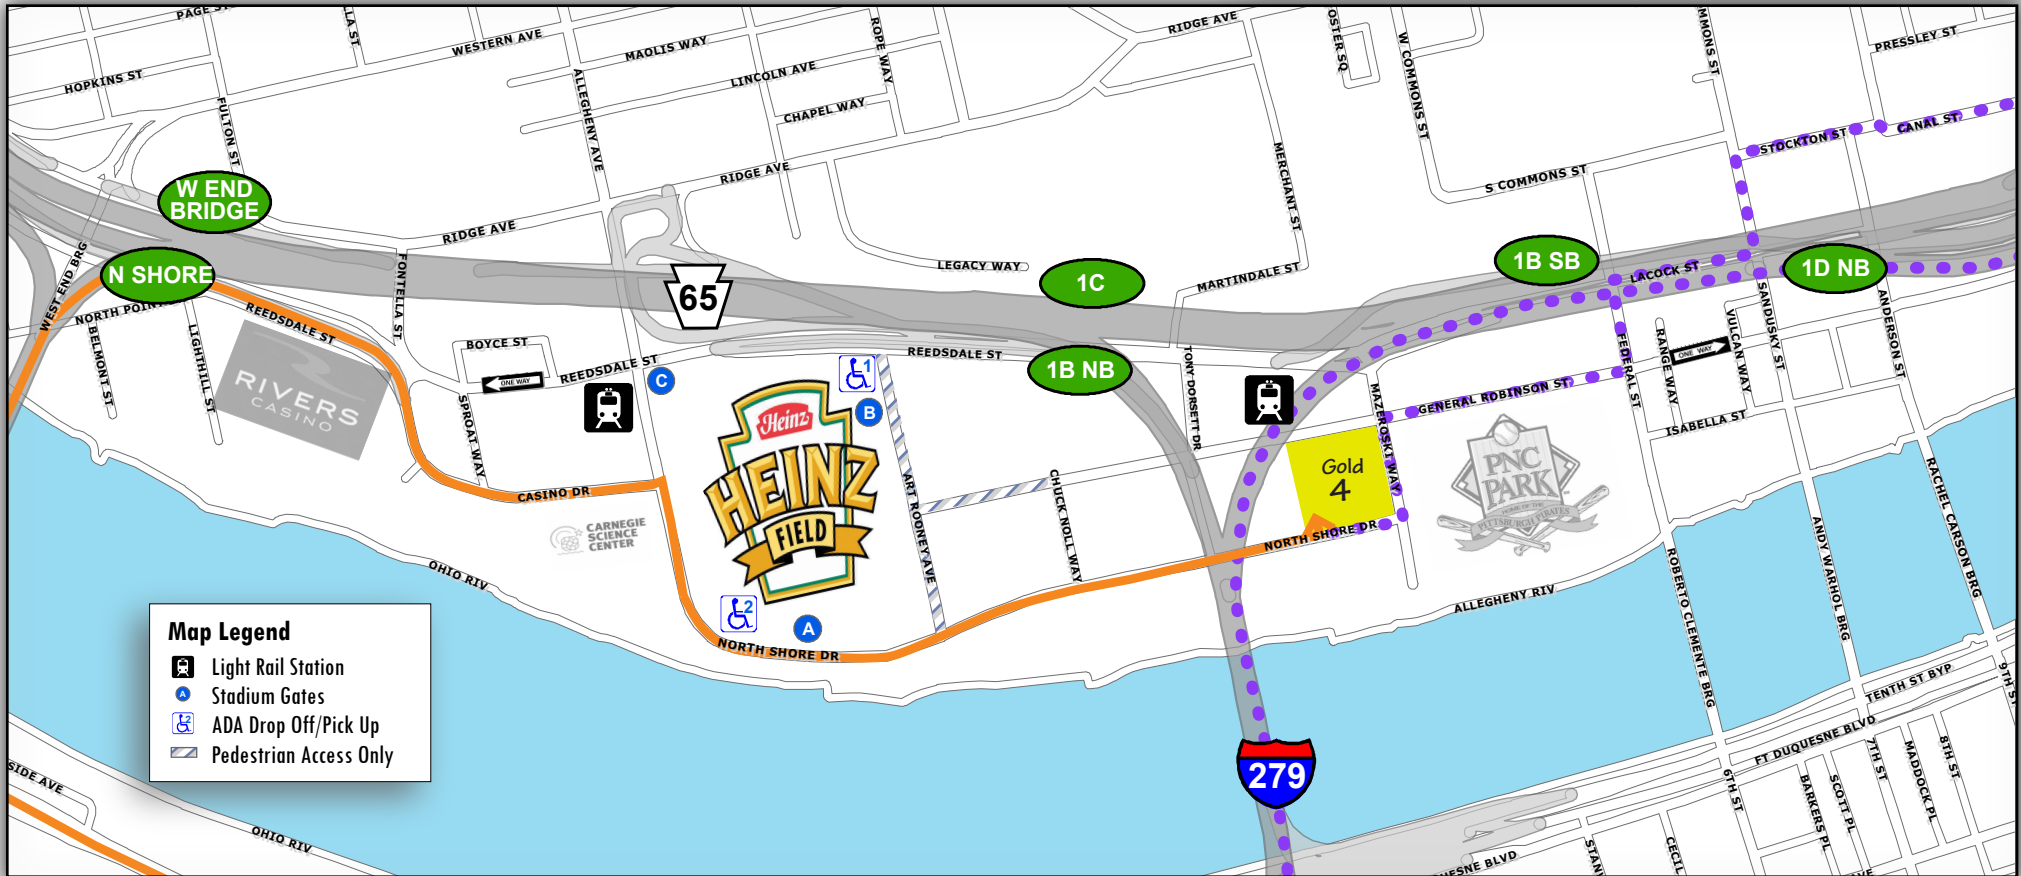 PAGE ST
WESTERN AVE
MAOLIS WAY
ROPE WAY
RIDGE AVE
W COMMONS ST
PRESSLEY ST
HOPKINS ST
FULTON ST
ALLEGHENY AVE
LINCOLN AVE
CHAPEL WAY
STOCKTON ST
CANAL ST
MERCHANT ST
W END
BRIDGE
RIDGE AVE
S COMMONS ST
RIDGE AVE
LEGACY WAY
MARTINDALE ST
N SHORE
WEST END BRG
FONTELLA ST
65
1C
1B SB
LACOCK ST
1D NB
REEDSDALE ST
BELMONT ST
LIGHTHILL ST
BOYCE ST
REEDSDALE ST
REEDSDALE ST
1B NB
TONY DORSETT DR
FEDERAL ST
RANGE WAY
VULCAN WAY
SANDUSKY ST
ANDERSON ST
ONE WAY
ONE WAY
RIVERS
CASINO
C
1
B
SPROAT WAY
MAZEROSKI WAY
GENERAL ROBINSON ST
ISABELLA ST
Heinz
HEINZ
FIELD
Gold
4
PNC
PARK
HOME OF THE
PITTSBURGH PIRATES
CASINO DR
CARNEGIE
SCIENCE
CENTER
ART ROONEY AVE
CHUCK NOLL WAY
NORTH SHORE DR
OHIO RIV
2
A
NORTH SHORE DR
ALLEGHENY RIV
ROBERTO CLEMENTE BRG
ANDY WARHOL BRG
RACHEL CARSON BRG
Map Legend
Light Rail Station
A
Stadium Gates
2
ADA Drop Off/Pick Up
Pedestrian Access Only
279
TENTH ST BYP
9TH ST
FT DUQUESNE BLVD
6TH ST
7TH ST
MADDOCK PL
8TH ST
BARKERS PL
SCOTT PL
SIDE AVE
OHIO RIV